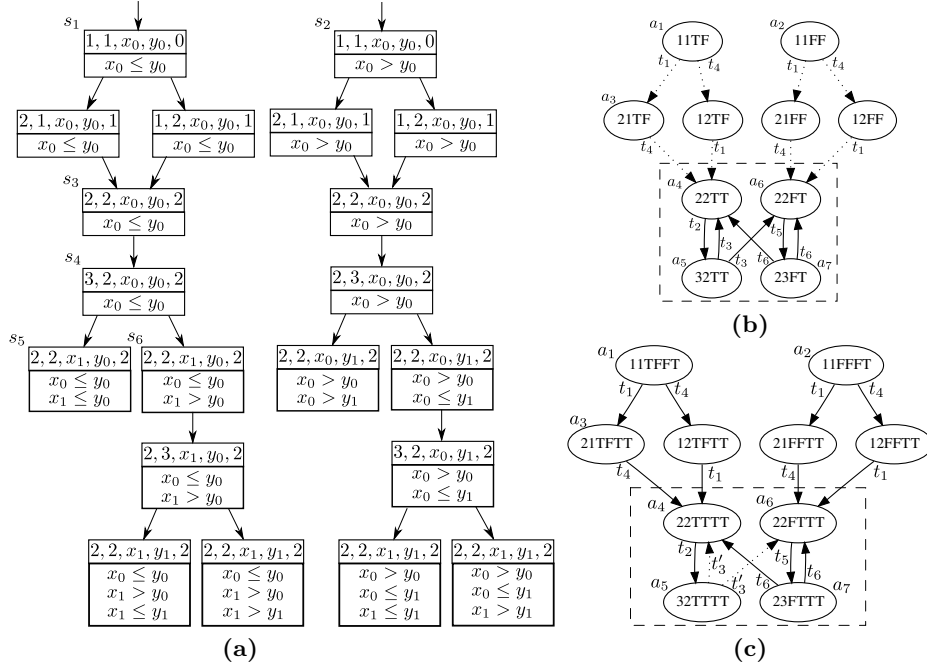 s1 s2
1, 1, x0, y0, 0 1, 1, x0, y0, 0
x0 ≤ y0 x0 > y0
2, 1, x0, y0, 1 1, 2, x0, y0, 1 2, 1, x0, y0, 1 1, 2, x0, y0, 1
x0 ≤ y0 x0 ≤ y0 x0 > y0 x0 > y0
s3
2, 2, x0, y0, 2 2, 2, x0, y0, 2
x0 ≤ y0 x0 > y0
s4
3, 2, x0, y0, 2 2, 3, x0, y0, 2
x0 ≤ y0 x0 > y0
s5 s6
2, 2, x1, y0, 2 2, 2, x1, y0, 2 2, 2, x0, y1, 2 2, 2, x0, y1, 2
x0 ≤ y0 x0 ≤ y0 x0 > y0 x0 > y0
x1 ≤ y0 x1 > y0 x0 > y1 x0 ≤ y1
2, 3, x1, y0, 2 3, 2, x0, y1, 2
x0 ≤ y0 x0 > y0
x1 > y0 x0 ≤ y1
2, 2, x1, y1, 2 2, 2, x1, y1, 2 2, 2, x1, y1, 2 2, 2, x1, y1, 2
x0 ≤ y0 x0 ≤ y0 x0 > y0 x0 > y0
x1 > y0 x1 > y0 x0 ≤ y1 x0 ≤ y1
x1 ≤ y1 x1 > y1 x1 ≤ y1 x1 > y1
(a)
a1 a2
11TF 11FF
t1 t4 t1 t4
a3
21TF 12TF 21FF 12FF
t4 t1 t4 t1
a4 a6
22TT 22FT
t2 t3 t5
t3 t6 t6
a5 a7
32TT 23FT
(b)
a1 a2
11TFFT 11FFFT
t1 t4 t1 t4
a3
21TFTT 12TFTT 21FFTT 12FFTT
t4 t1 t4 t1
a4 a6
22TTTT 22FTTT
t2 t3′ t5
t3′ t6 t6
a5 a7
32TTTT 23FTTT
(c)